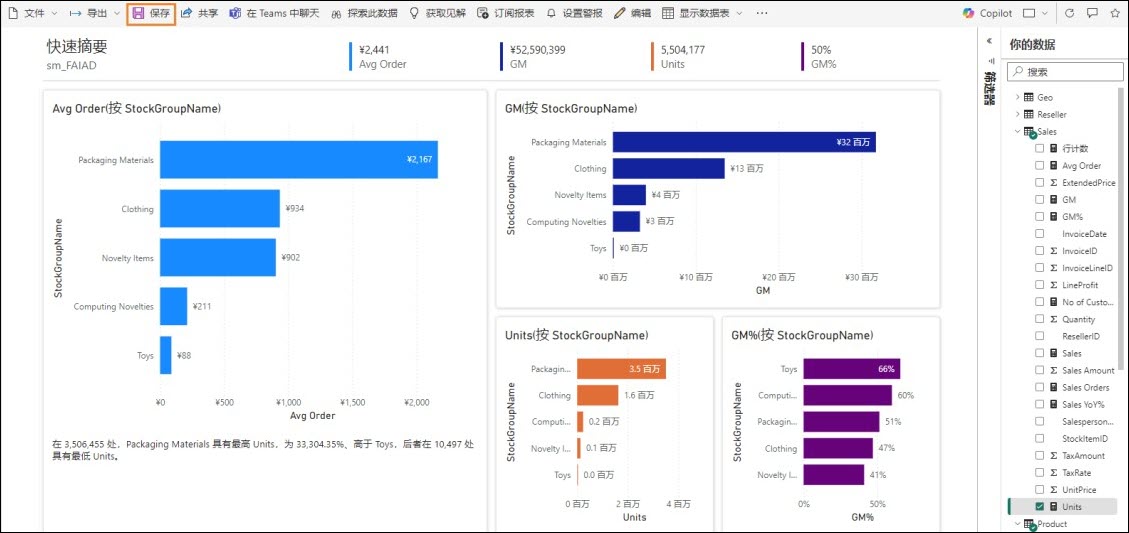 文件 导出 保存 共享 在 Teams 中聊天 探索此数据 获取见解 订阅报表 设置警报 编辑 显示数据表 ··· Copilot
快速摘要
sm_FAIAD
¥2,441
Avg Order
¥52,590,399
GM
5,504,177
Units
50%
GM%
Avg Order(按 StockGroupName)
StockGroupName
Packaging Materials ¥2,167
Clothing ¥934
Novelty Items ¥902
Computing Novelties ¥211
Toys ¥88
¥0 ¥500 ¥1,000 ¥1,500 ¥2,000
Avg Order
在 3,506,455 处，Packaging Materials 具有最高 Units，为 33,304.35%、高于 Toys，后者在 10,497 处
具有最低 Units。
GM(按 StockGroupName)
StockGroupName
Packaging Materials ¥32 百万
Clothing ¥13 百万
Novelty Items ¥4 百万
Computing Novelties ¥3 百万
Toys ¥0 百万
¥0 百万 ¥10 百万 ¥20 百万 ¥30 百万
GM
Units(按 StockGroupName)
StockGroupName
Packagin... 3.5 百万
Clothing 1.6 百万
Computi... 0.2 百万
Novelty I... 0.1 百万
Toys 0.0 百万
0 百万 2 百万 4 百万
Units
GM%(按 StockGroupName)
StockGroupName
Toys 66%
Computi... 60%
Packagin... 51%
Clothing 47%
Novelty I... 41%
0% 50%
GM%
筛选器
你的数据
搜索
Geo
Reseller
Sales
行计数
Avg Order
ExtendedPrice
GM
GM%
InvoiceDate
InvoiceID
InvoiceLineID
LineProfit
No of Custo...
Quantity
ResellerID
Sales
Sales Amount
Sales Orders
Sales YoY%
Salesperson...
StockItemID
TaxAmount
TaxRate
UnitPrice
Units
Product